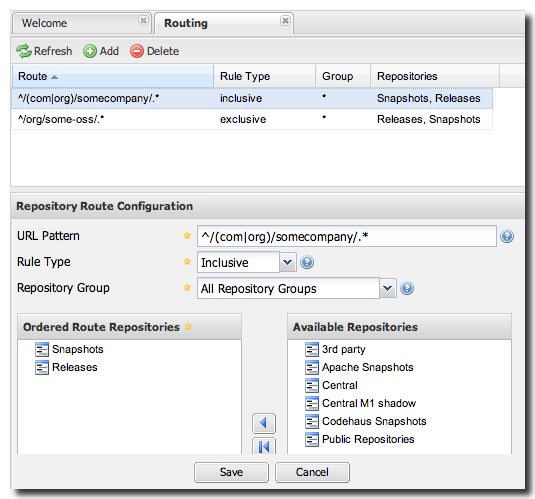 Welcome Routing
Refresh Add Delete
Route Rule Type Group Repositories
^/(com|org)/somecompany/.* inclusive * Snapshots, Releases
^/org/some-oss/.* exclusive * Releases, Snapshots
Repository Route Configuration
URL Pattern ^/(com|org)/somecompany/.*
Rule Type Inclusive
Repository Group All Repository Groups
Ordered Route Repositories
Snapshots
Releases
Available Repositories
3rd party
Apache Snapshots
Central
Central M1 shadow
Codehaus Snapshots
Public Repositories
Save Cancel